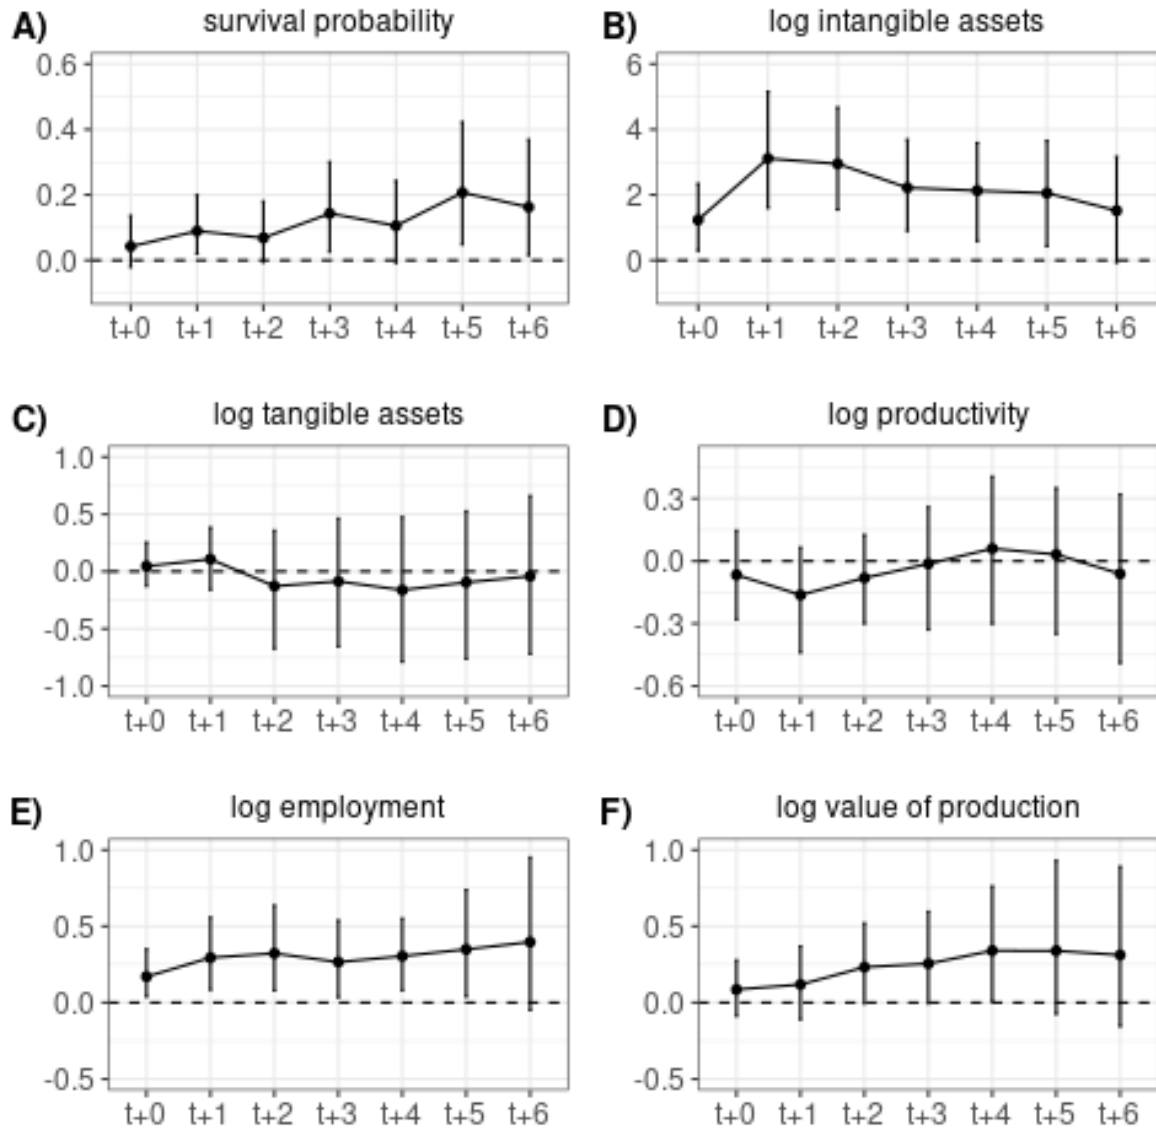 A) survival probability
0.6
0.4
0.2
0.0
t+0 t+1 t+2 t+3 t+4 t+5 t+6
B) log intangible assets
6
4
2
0
t+0 t+1 t+2 t+3 t+4 t+5 t+6
C) log tangible assets
1.0
0.5
0.0
-0.5
-1.0
t+0 t+1 t+2 t+3 t+4 t+5 t+6
D) log productivity
0.3
0.0
-0.3
-0.6
t+0 t+1 t+2 t+3 t+4 t+5 t+6
E) log employment
1.0
0.5
0.0
-0.5
t+0 t+1 t+2 t+3 t+4 t+5 t+6
F) log value of production
1.0
0.5
0.0
-0.5
t+0 t+1 t+2 t+3 t+4 t+5 t+6